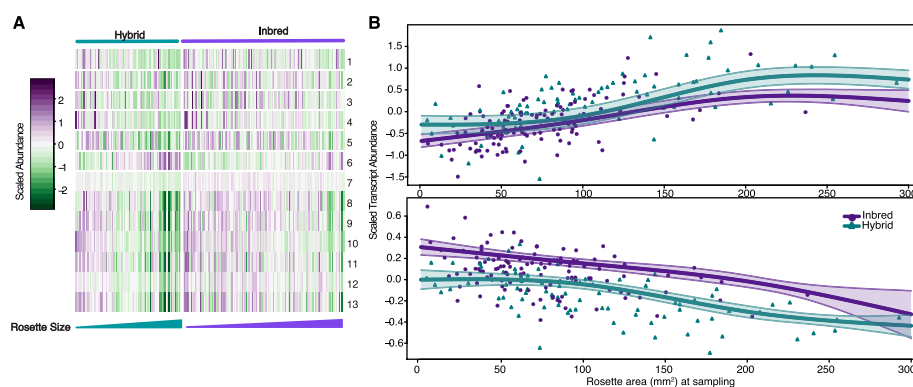 A
Hybrid
Inbred
Scaled Abundance
2
1
0
−1
−2
1
2
3
4
5
6
7
8
9
10
11
12
13
Rosette Size
B
Scaled Transcript Abundance
1.5
1.0
0.5
0.0
−0.5
−1.0
−1.5
0 50 100 150 200 250 300
0.6
0.4
0.2
0.0
−0.2
−0.4
−0.6
Inbred
Hybrid
0 50 100 150 200 250 300
Rosette area (mm²) at sampling